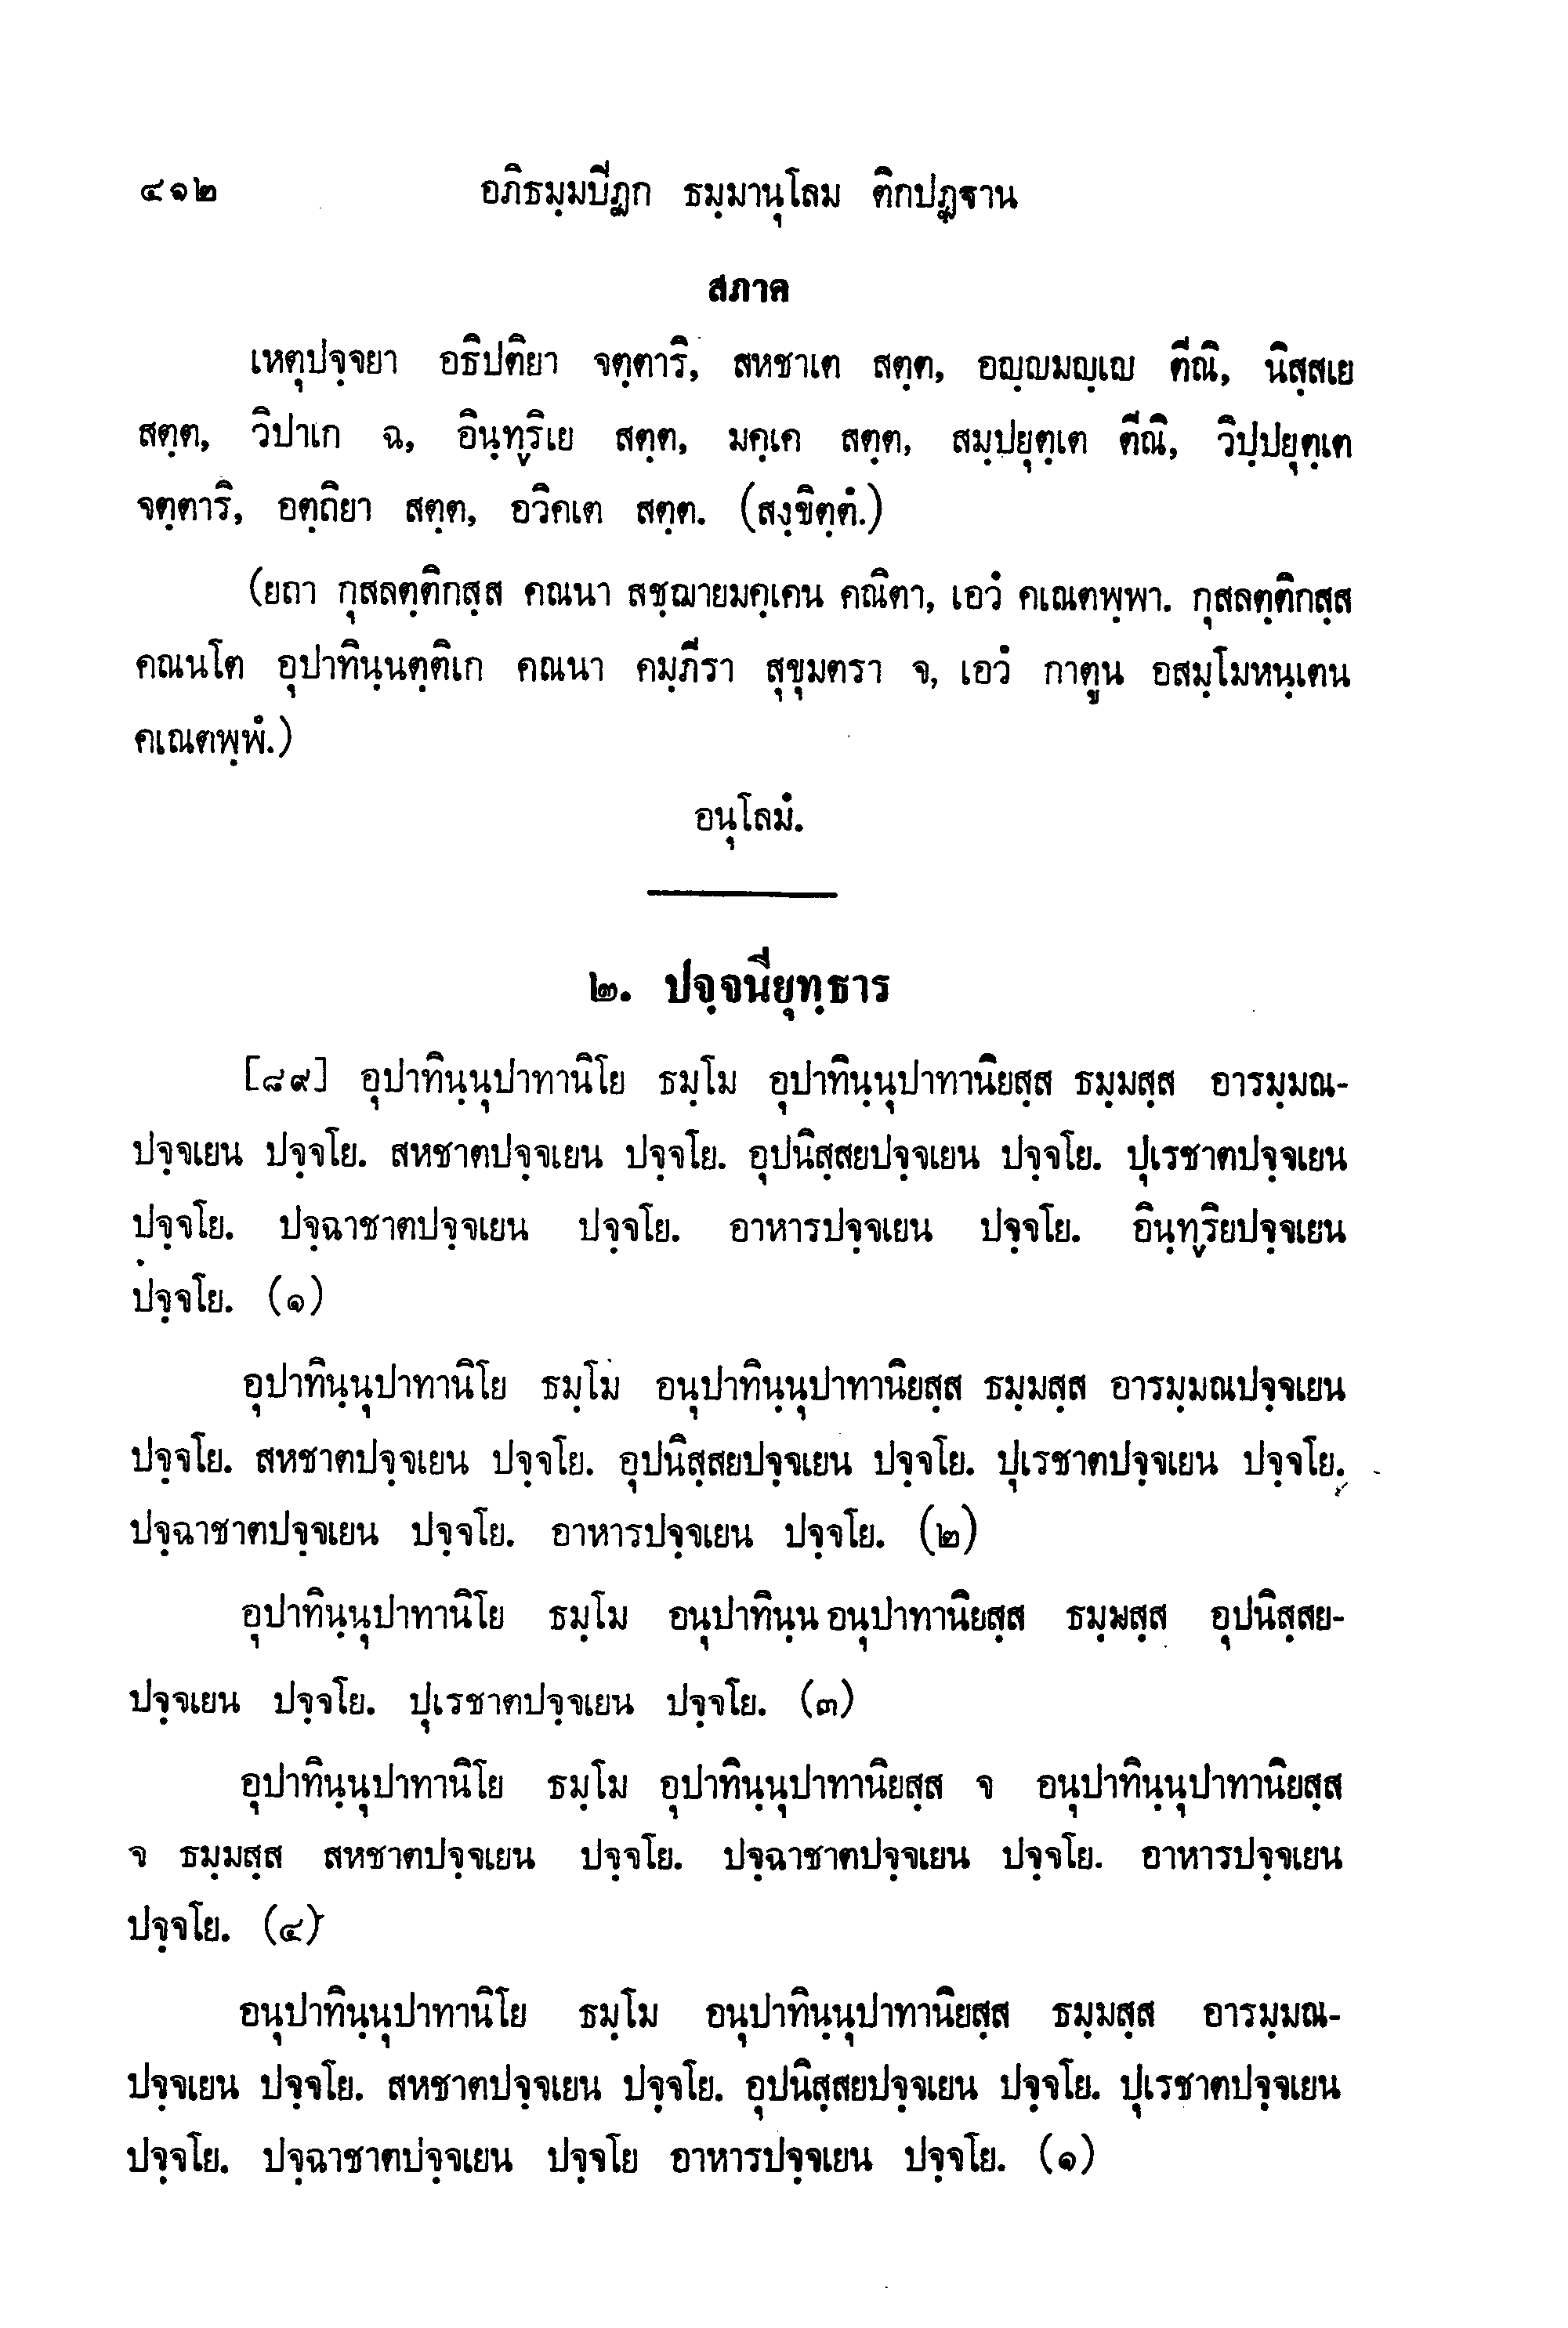 ๔๑๒ อภิธมฺมปีฏก ธมฺมานุโลม ติกปฏฺฐาน
สภาค
เหตุปจฺจยา อธิปติยา จตฺตาริ, สหชาเต สตฺต, อญฺญมญฺเญ ตีณิ, นิสฺสเย
สตฺต, วิปาเก ฉ, อินฺทฺริเย สตฺต, มคฺเค สตฺต, สมฺปยุตฺเต ตีณิ, วิปฺปยุตฺเต
จตฺตาริ, อตฺถิยา สตฺต, อวิคเต สตฺต. (สงฺขิตฺตํ.)
(ยถา กุสลตฺติกสฺส คณนา สชฺฌายมคฺเคน คณิตา, เอวํ คเณตพฺพา. กุสลตฺติกสฺส
คณนโต อุปาทินฺนตฺติเก คณนา คมฺภีรา สุขุมตรา จ, เอวํ กาตูน อสมฺโมหนฺเตน
คเณตพฺพํ.)
อนุโลมํ.
๒. ปจฺจนียุทฺธาร
[๘๙] อุปาทินฺนุปาทานิโย ธมฺโม อุปาทินฺนุปาทานิยสฺส ธมฺมสฺส อารมฺมณ-
ปจฺจเยน ปจฺจโย. สหชาตปจฺจเยน ปจฺจโย. อุปนิสฺสยปจฺจเยน ปจฺจโย. ปุเรชาตปจฺจเยน
ปจฺจโย. ปจฺฉาชาตปจฺจเยน ปจฺจโย. อาหารปจฺจเยน ปจฺจโย. อินฺทฺริยปจฺจเยน
ปจฺจโย. (๑)
อุปาทินฺนุปาทานิโย ธมฺโม อนุปาทินฺนุปาทานิยสฺส ธมฺมสฺส อารมฺมณปจฺจเยน
ปจฺจโย. สหชาตปจฺจเยน ปจฺจโย. อุปนิสฺสยปจฺจเยน ปจฺจโย. ปุเรชาตปจฺจเยน ปจฺจโย.
ปจฺฉาชาตปจฺจเยน ปจฺจโย. อาหารปจฺจเยน ปจฺจโย. (๒)
อุปาทินฺนุปาทานิโย ธมฺโม อนุปาทินฺน อนุปาทานิยสฺส ธมฺมสฺส อุปนิสฺสย-
ปจฺจเยน ปจฺจโย. ปุเรชาตปจฺจเยน ปจฺจโย. (๓)
อุปาทินฺนุปาทานิโย ธมฺโม อุปาทินฺนุปาทานิยสฺส จ อนุปาทินฺนุปาทานิยสฺส
จ ธมฺมสฺส สหชาตปจฺจเยน ปจฺจโย. ปจฺฉาชาตปจฺจเยน ปจฺจโย. อาหารปจฺจเยน
ปจฺจโย. (๔)
อนุปาทินฺนุปาทานิโย ธมฺโม อนุปาทินฺนุปาทานิยสฺส ธมฺมสฺส อารมฺมณ-
ปจฺจเยน ปจฺจโย. สหชาตปจฺจเยน ปจฺจโย. อุปนิสฺสยปจฺจเยน ปจฺจโย. ปุเรชาตปจฺจเยน
ปจฺจโย. ปจฺฉาชาตปจฺจเยน ปจฺจโย อาหารปจฺจเยน ปจฺจโย. (๑)